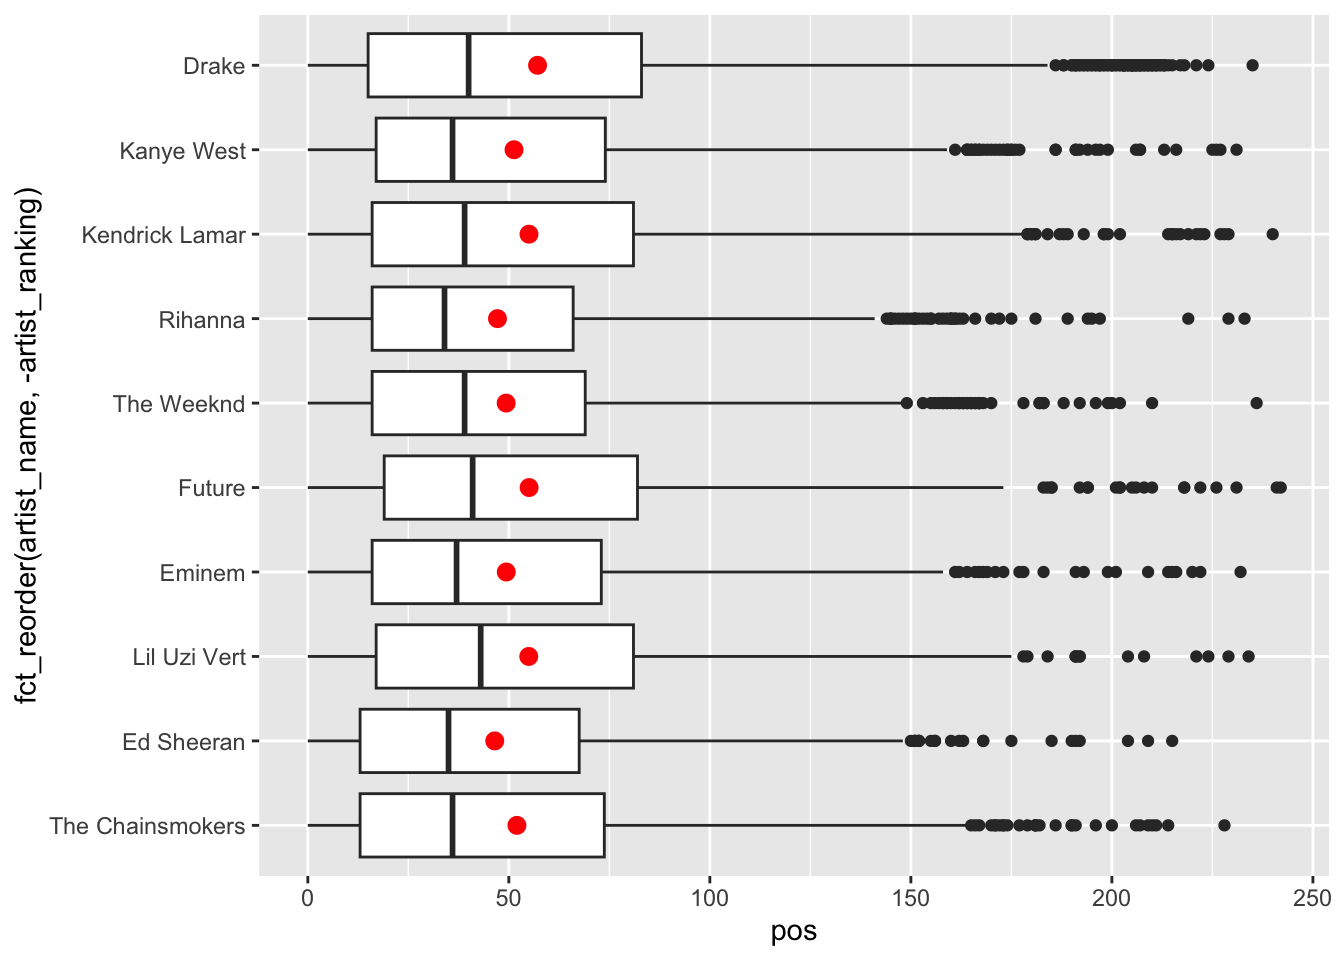 fct_reorder(artist_name, -artist_ranking)
Drake
Kanye West
Kendrick Lamar
Rihanna
The Weeknd
Future
Eminem
Lil Uzi Vert
Ed Sheeran
The Chainsmokers
0 50 100 150 200 250
pos